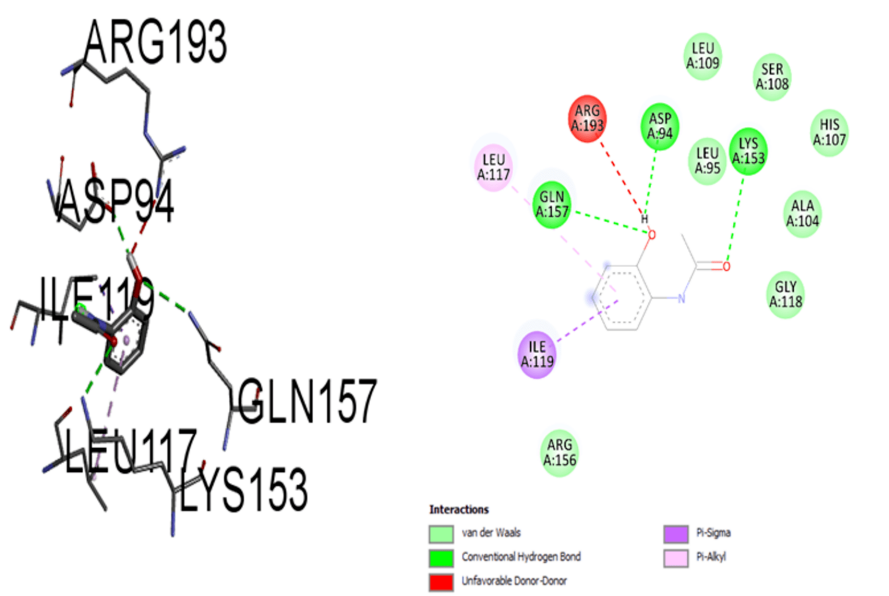 ARG193
ASP94
ILE119
GLN157
LEU117
LYS153
LEU
A:109
SER
A:108
ARG
A:193
ASP
A:94
HIS
A:107
LEU
A:95
LYS
A:153
LEU
A:117
GLN
A:157
ALA
A:104
H
O
O
N
GLY
A:118
ILE
A:119
ARG
A:156
Interactions
van der Waals
Conventional Hydrogen Bond
Unfavorable Donor-Donor
Pi-Sigma
Pi-Alkyl